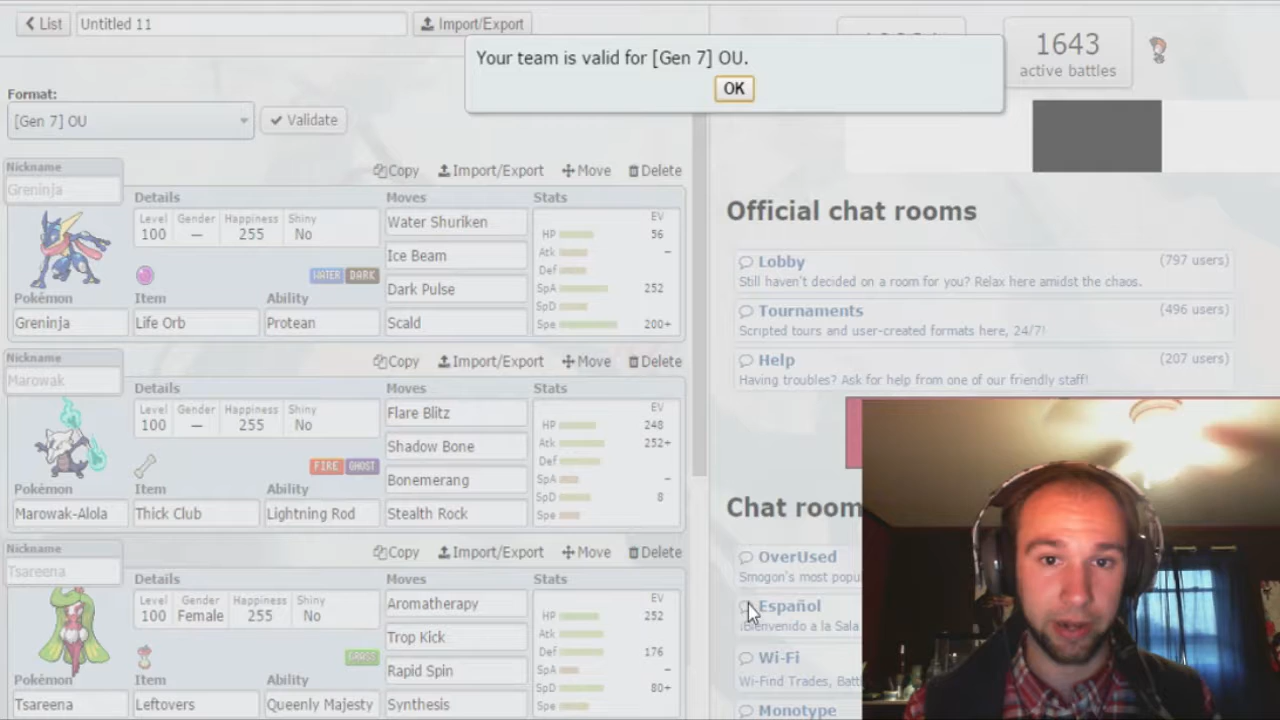 List
Untitled 11
Import/Export
Your team is valid for [Gen 7] OU.
OK
1643
active battles
Format:
[Gen 7] OU
Validate
Nickname
Greninja
Copy Import/Export Move Delete
Details
Moves
Stats
Level Gender Happiness Shiny
100 — 255 No
WATER DARK
Pokémon Item Ability
Greninja Life Orb Protean
Water Shuriken
Ice Beam
Dark Pulse
Scald
EV
HP 56
Atk –
Def
SpA 252
SpD
Spe 200+
Nickname
Marowak
Copy Import/Export Move Delete
Details
Moves
Stats
Level Gender Happiness Shiny
100 — 255 No
FIRE GHOST
Pokémon Item Ability
Marowak-Alola Thick Club Lightning Rod
Flare Blitz
Shadow Bone
Bonemerang
Stealth Rock
EV
HP 248
Atk 252+
Def
SpA –
SpD 8
Spe
Nickname
Tsareena
Copy Import/Export Move Delete
Details
Moves
Stats
Level Gender Happiness Shiny
100 Female 255 No
GRASS
Pokémon Item Ability
Tsareena Leftovers Queenly Majesty
Aromatherapy
Trop Kick
Rapid Spin
Synthesis
EV
HP 252
Atk
Def 176
SpA –
SpD 80+
Spe
Official chat rooms
Lobby (797 users)
Still haven't decided on a room for you? Relax here amidst the chaos.
Tournaments (496 users)
Scripted tours and user-created formats here, 24/7!
Help (207 users)
Having troubles? Ask for help from one of our friendly staff!
Chat room
OverUsed
Smogon's most popu
Español
¡Bienvenido a la Sala
Wi-Fi
Wi-Find Trades, Batt
Monotype